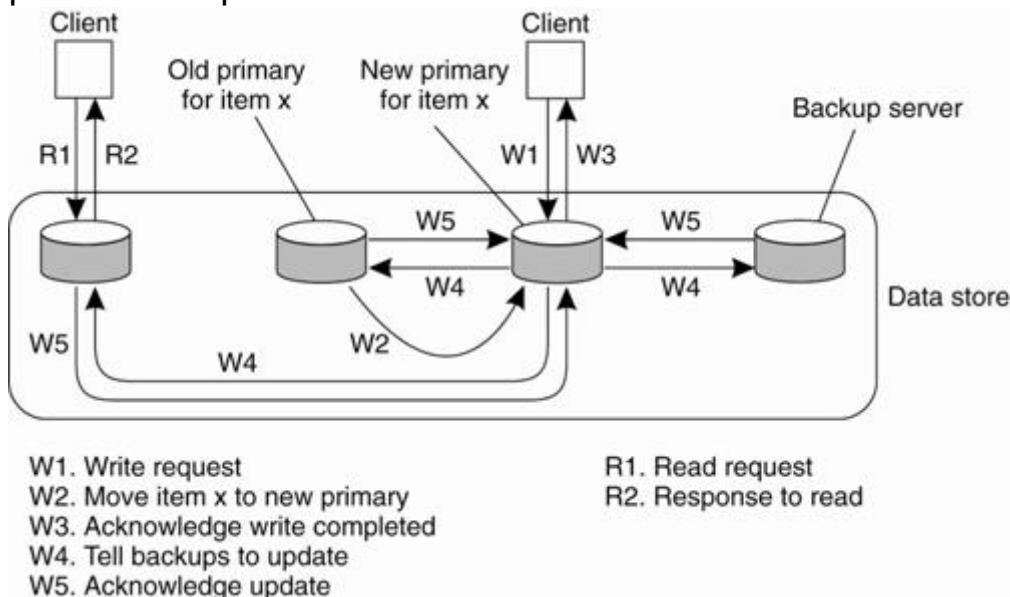 Client
Client
Old primary
for item x
New primary
for item x
Backup server
R1
R2
W1
W3
W5
W5
W4
W4
Data store
W5
W2
W4
W1. Write request
W2. Move item x to new primary
W3. Acknowledge write completed
W4. Tell backups to update
W5. Acknowledge update
R1. Read request
R2. Response to read